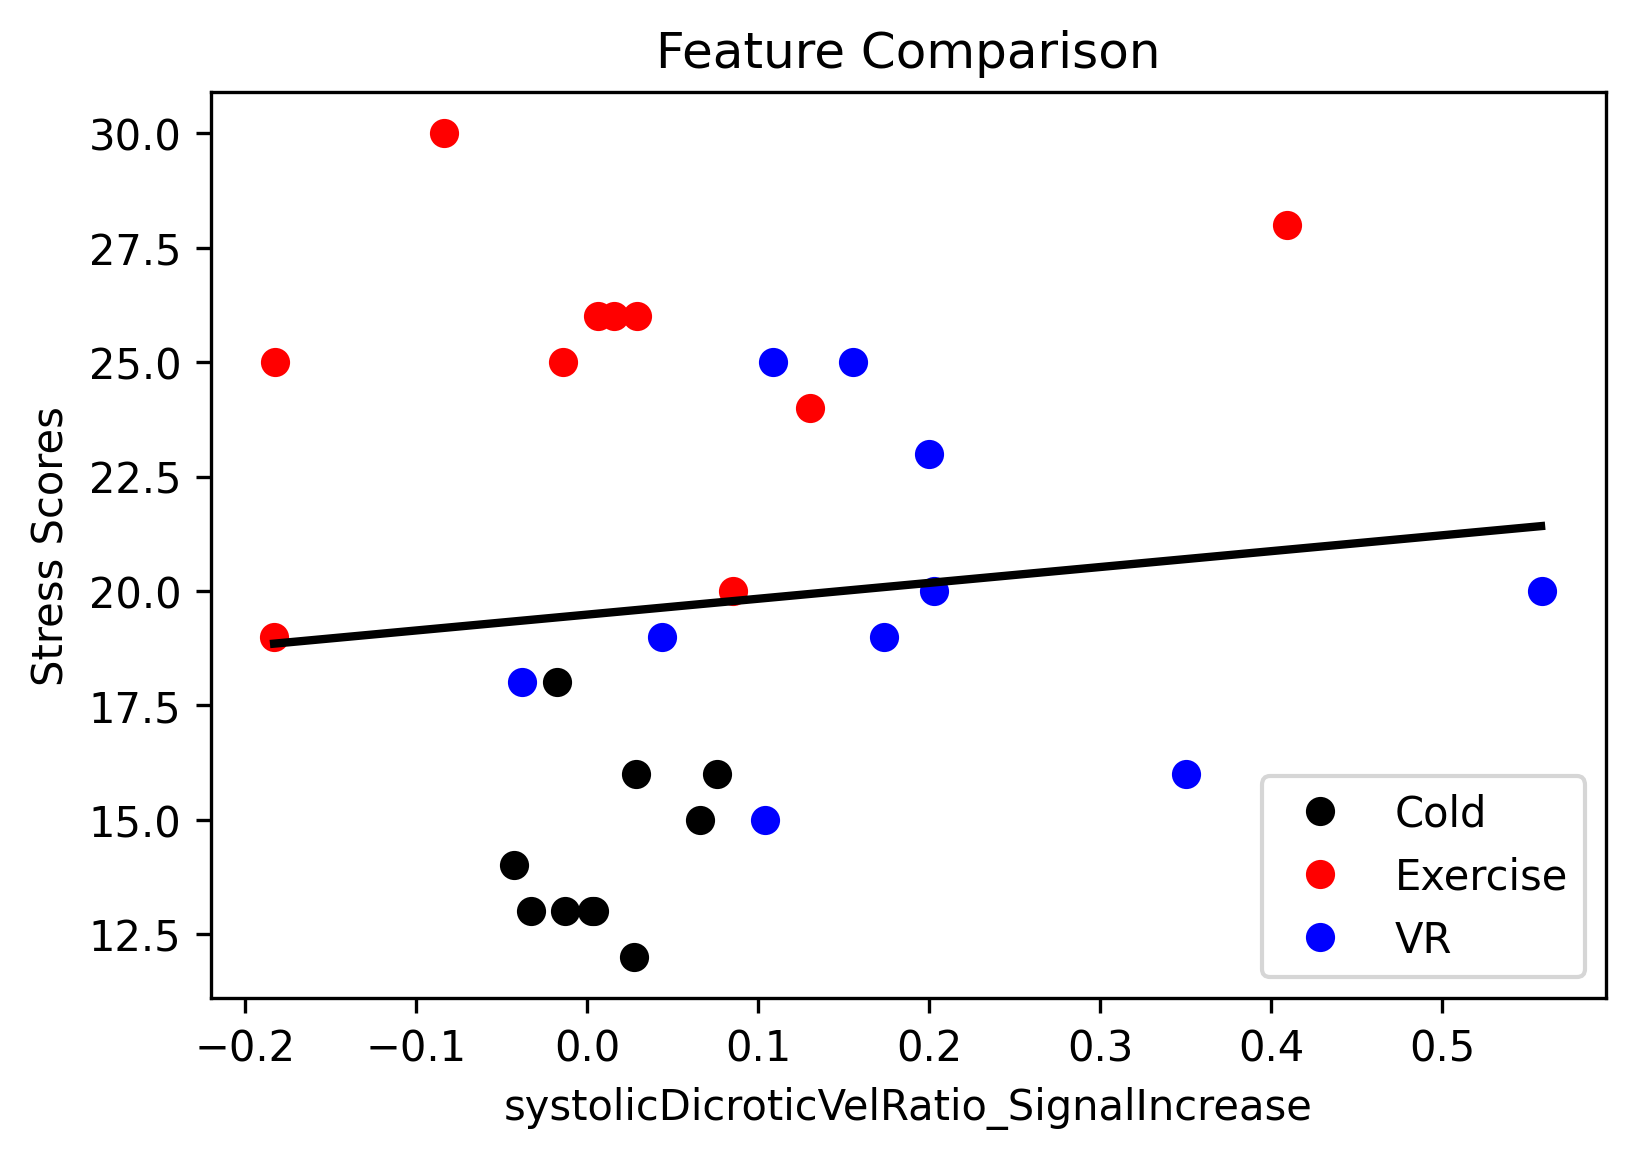 Feature Comparison
30.0
27.5
25.0
22.5
20.0
17.5
15.0
12.5
Stress Scores
Cold
Exercise
VR
−0.2 −0.1 0.0 0.1 0.2 0.3 0.4 0.5
systolicDicroticVelRatio_SignalIncrease